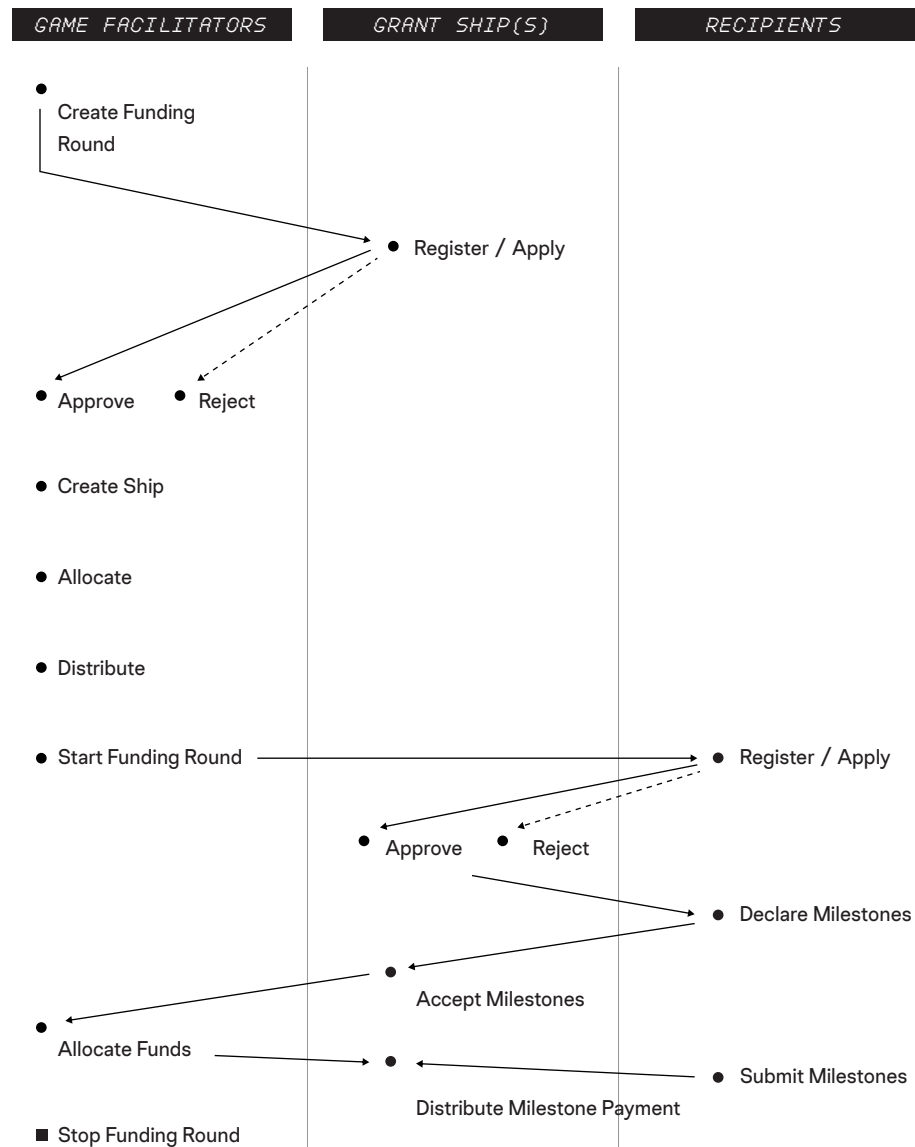 GAME FACILITATORS
GRANT SHIP(S)
RECIPIENTS
Create Funding
Round
Register / Apply
Approve
Reject
Create Ship
Allocate
Distribute
Start Funding Round
Register / Apply
Approve
Reject
Declare Milestones
Accept Milestones
Allocate Funds
Submit Milestones
Distribute Milestone Payment
Stop Funding Round